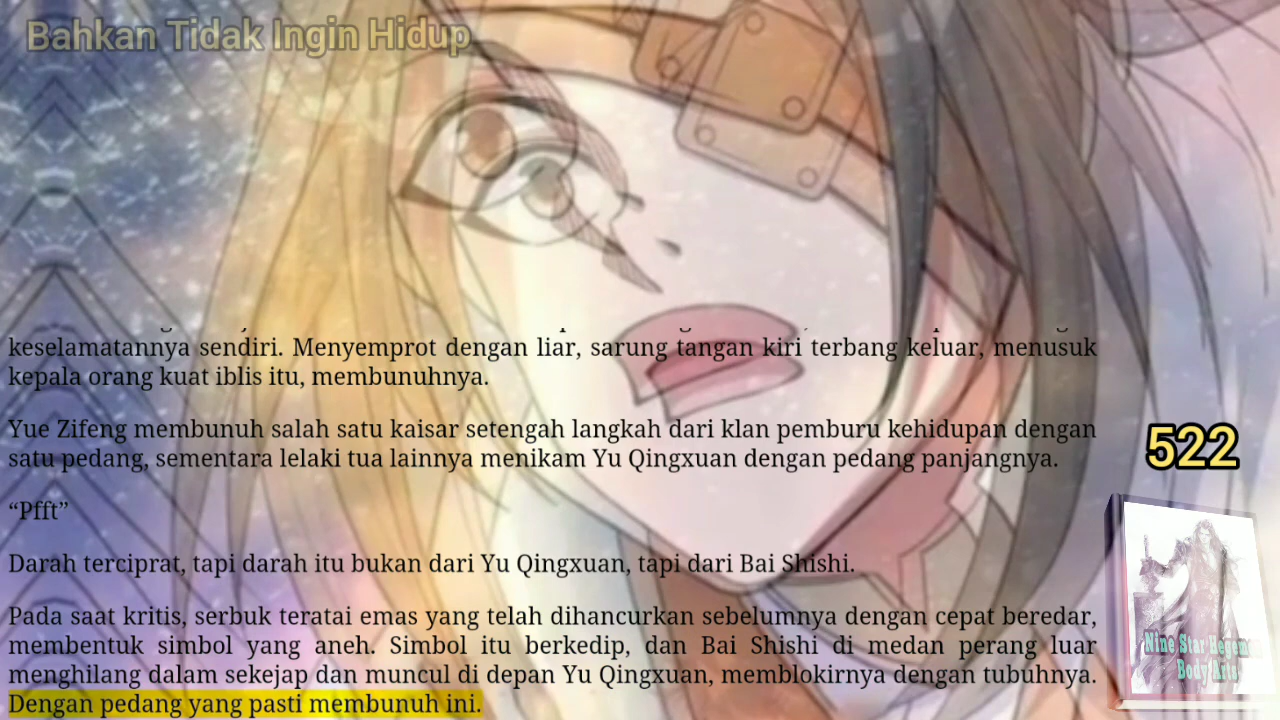 Bahkan Tidak Ingin Hidup
keselamatannya sendiri. Menyemprot dengan liar, sarung tangan kiri terbang keluar, menusuk
kepala orang kuat iblis itu, membunuhnya.
Yue Zifeng membunuh salah satu kaisar setengah langkah dari klan pemburu kehidupan dengan
satu pedang, sementara lelaki tua lainnya menikam Yu Qingxuan dengan pedang panjangnya.
“Pfft”
Darah terciprat, tapi darah itu bukan dari Yu Qingxuan, tapi dari Bai Shishi.
Pada saat kritis, serbuk teratai emas yang telah dihancurkan sebelumnya dengan cepat beredar,
membentuk simbol yang aneh. Simbol itu berkedip, dan Bai Shishi di medan perang luar
menghilang dalam sekejap dan muncul di depan Yu Qingxuan, memblokirnya dengan tubuhnya.
Dengan pedang yang pasti membunuh ini.
522
Nine Star
Body Arts